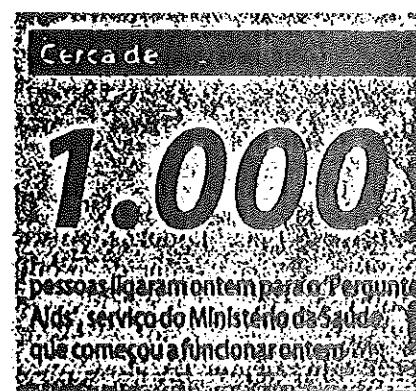 Cerca de
1.000
pessoas ligaram ontem para o "Pergunte
Aids", serviço do Ministério da Saúde,
que começou a funcionar ontem